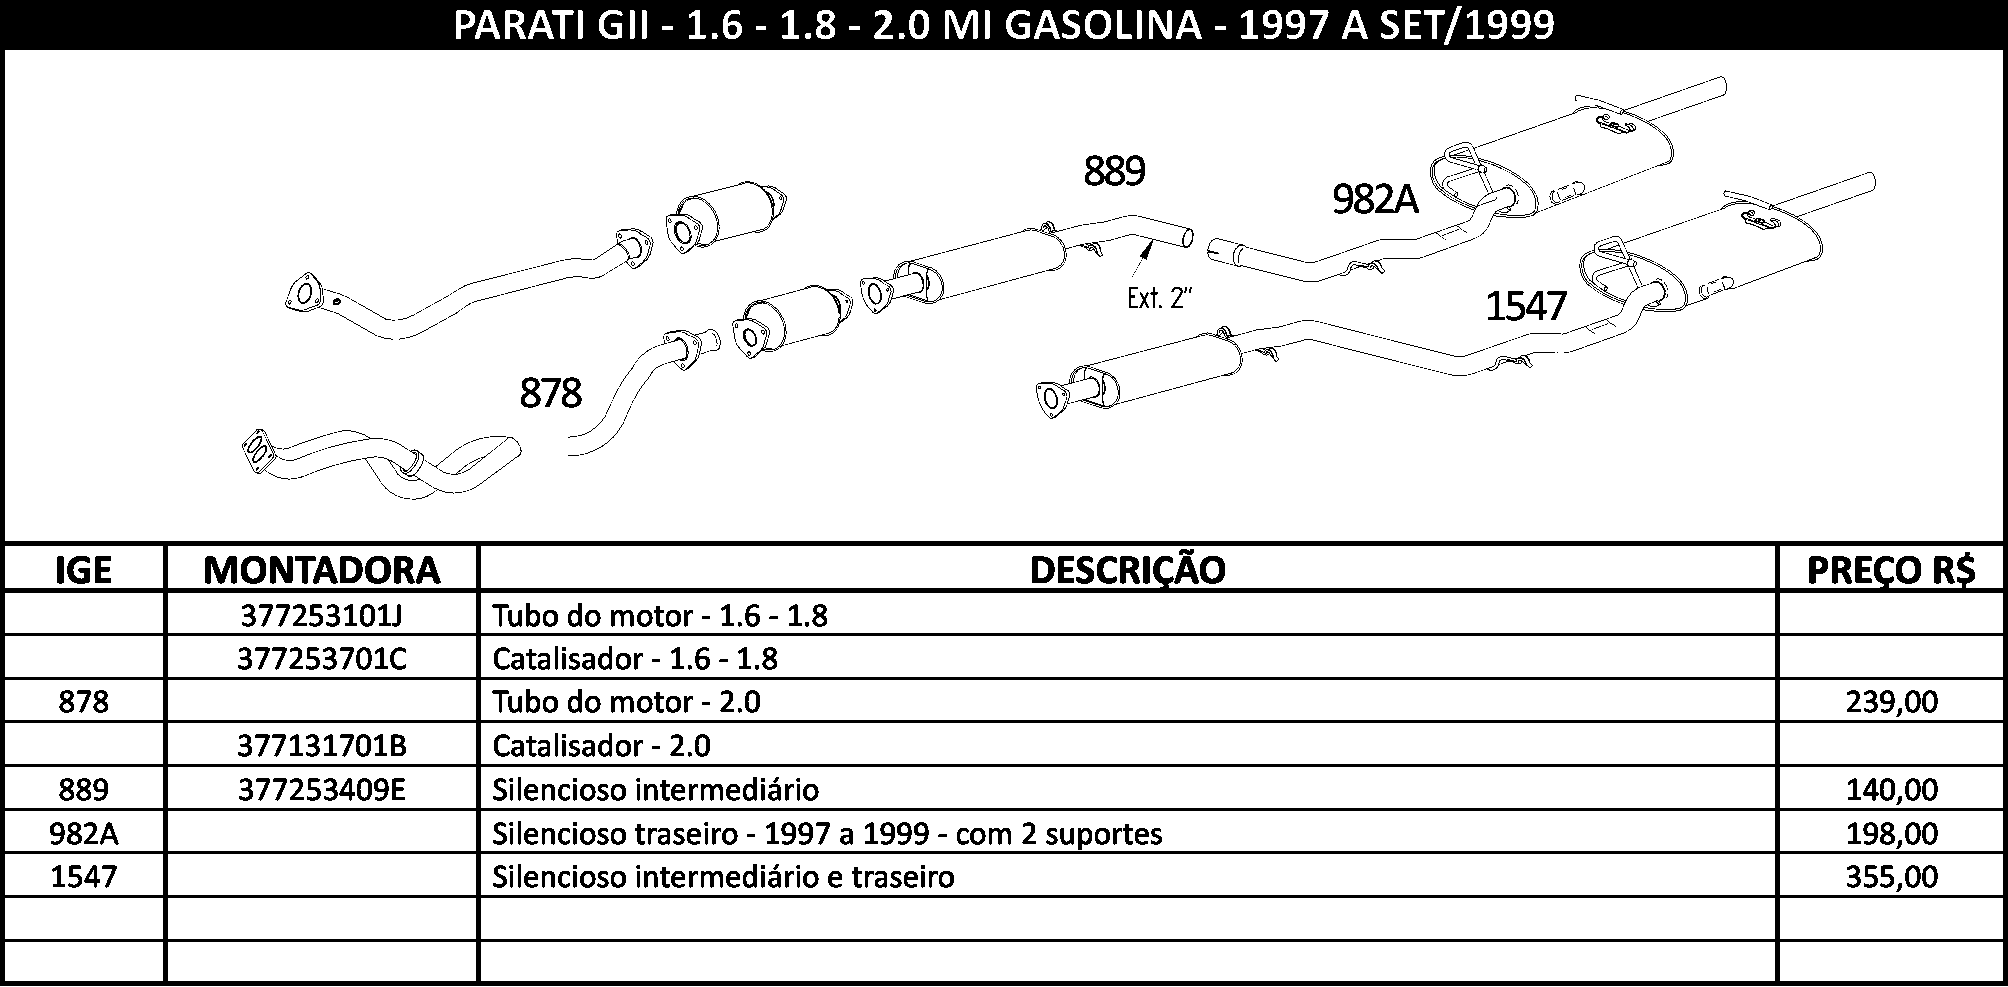 PARATI GII - 1.6 - 1.8 - 2.0 MI GASOLINA - 1997 A SET/1999
889
982A
Ext. 2"
1547
878
IGE MONTADORA DESCRIÇÃO PREÇO R$
377253101J Tubo do motor - 1.6 - 1.8
377253701C Catalisador - 1.6 - 1.8
878 Tubo do motor - 2.0 239,00
377131701B Catalisador - 2.0
889 377253409E Silencioso intermediário 140,00
982A Silencioso traseiro - 1997 a 1999 - com 2 suportes 198,00
1547 Silencioso intermediário e traseiro 355,00